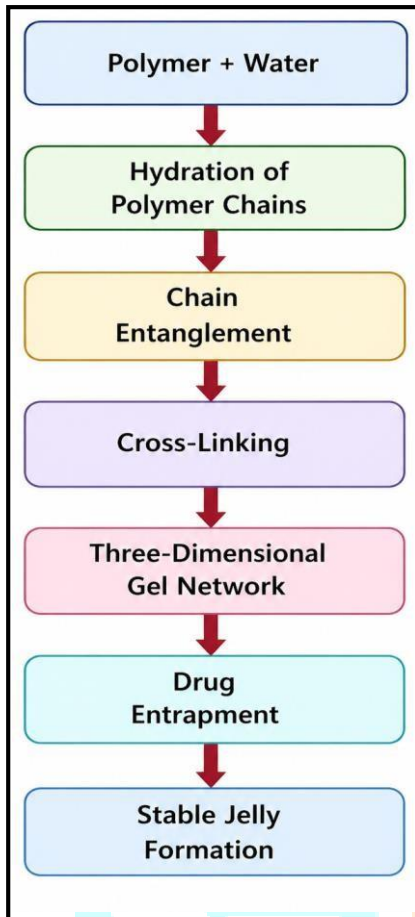 Polymer + Water
Hydration of
Polymer Chains
Chain
Entanglement
Cross-Linking
Three-Dimensional
Gel Network
Drug
Entrapment
Stable Jelly
Formation